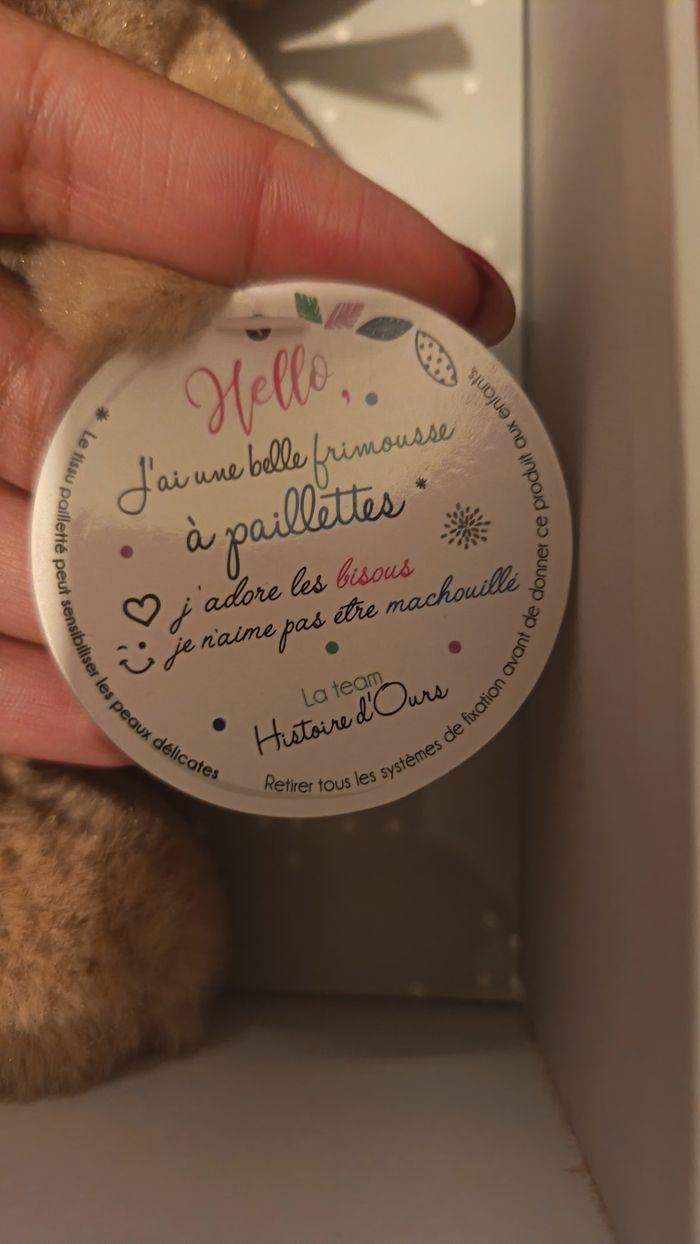 Hello,
J'ai une belle frimousse
à paillettes *
j'adore les bisous
je n'aime pas être machouillé
La team
Histoire d'Ours
* Le tissu pailletté peut sensibiliser les peaux délicates
Retirer tous les systèmes de fixation avant de donner ce produit aux enfants.